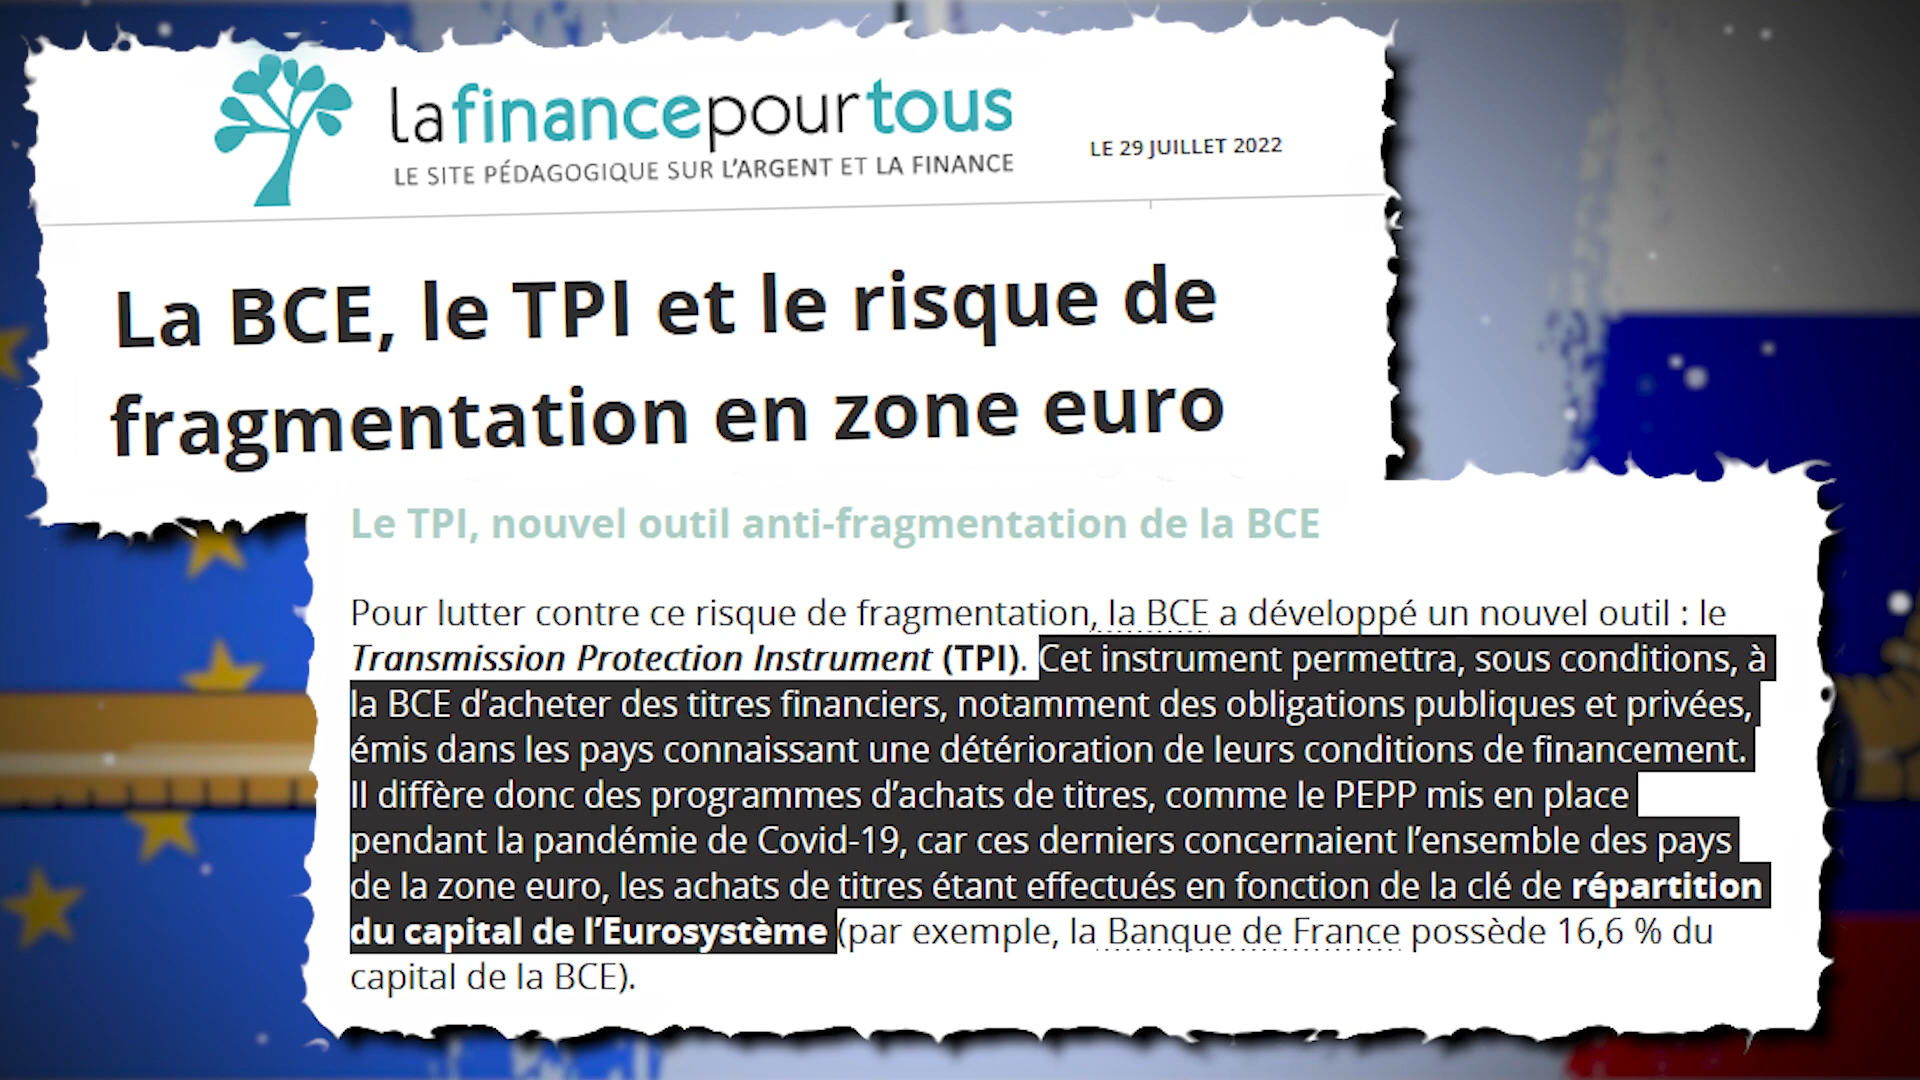 lafinancepourtous
LE SITE PÉDAGOGIQUE SUR L'ARGENT ET LA FINANCE
LE 29 JUILLET 2022
La BCE, le TPI et le risque de
fragmentation en zone euro
Le TPI, nouvel outil anti-fragmentation de la BCE
Pour lutter contre ce risque de fragmentation, la BCE a développé un nouvel outil : le
Transmission Protection Instrument (TPI). Cet instrument permettra, sous conditions, à
la BCE d’acheter des titres financiers, notamment des obligations publiques et privées,
émis dans les pays connaissant une détérioration de leurs conditions de financement.
Il diffère donc des programmes d’achats de titres, comme le PEPP mis en place
pendant la pandémie de Covid-19, car ces derniers concernaient l’ensemble des pays
de la zone euro, les achats de titres étant effectués en fonction de la clé de répartition
du capital de l’Eurosystème (par exemple, la Banque de France possède 16,6 % du
capital de la BCE).